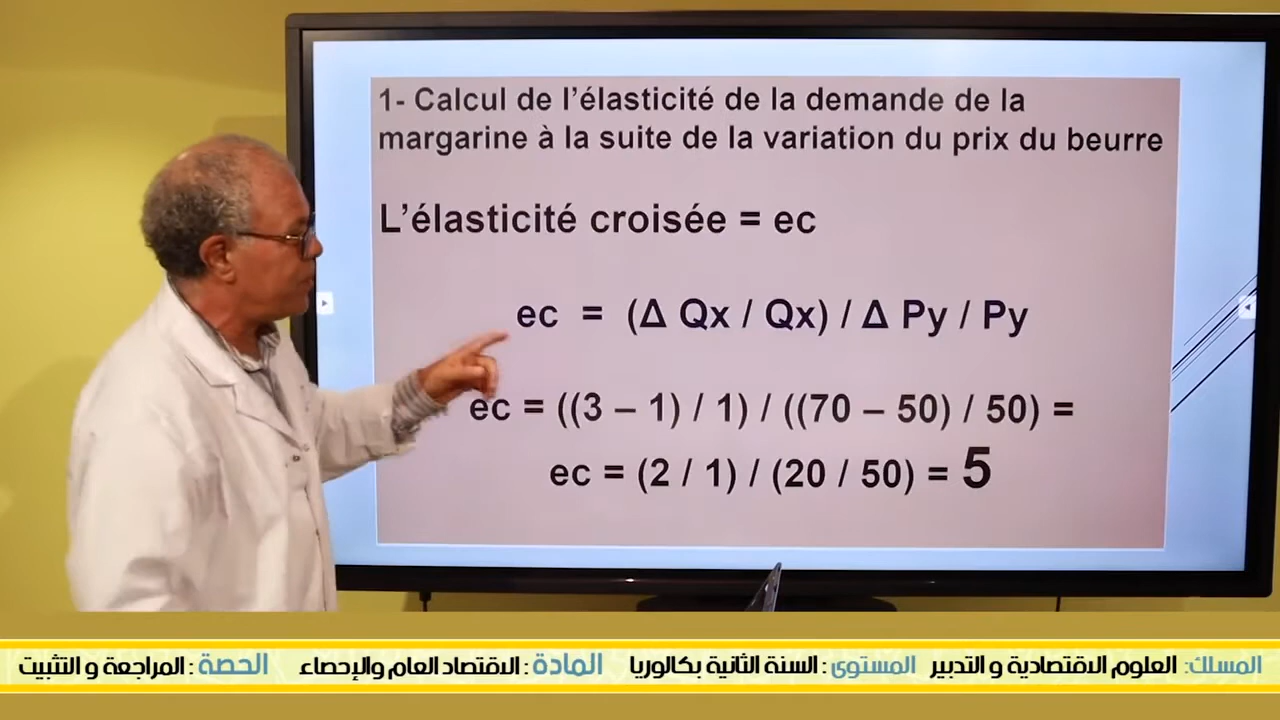 1- Calcul de l'élasticité de la demande de la
margarine à la suite de la variation du prix du beurre
L'élasticité croisée = ec
ec = (Δ Qx / Qx) / Δ Py / Py
ec = ((3 – 1) / 1) / ((70 – 50) / 50) =
ec = (2 / 1) / (20 / 50) = 5
المسلك: العلوم الاقتصادية و التدبير المستوى : السنة الثانية بكالوريا المادة : الاقتصاد العام والإحصاء الحصة : المراجعة و التثبيت